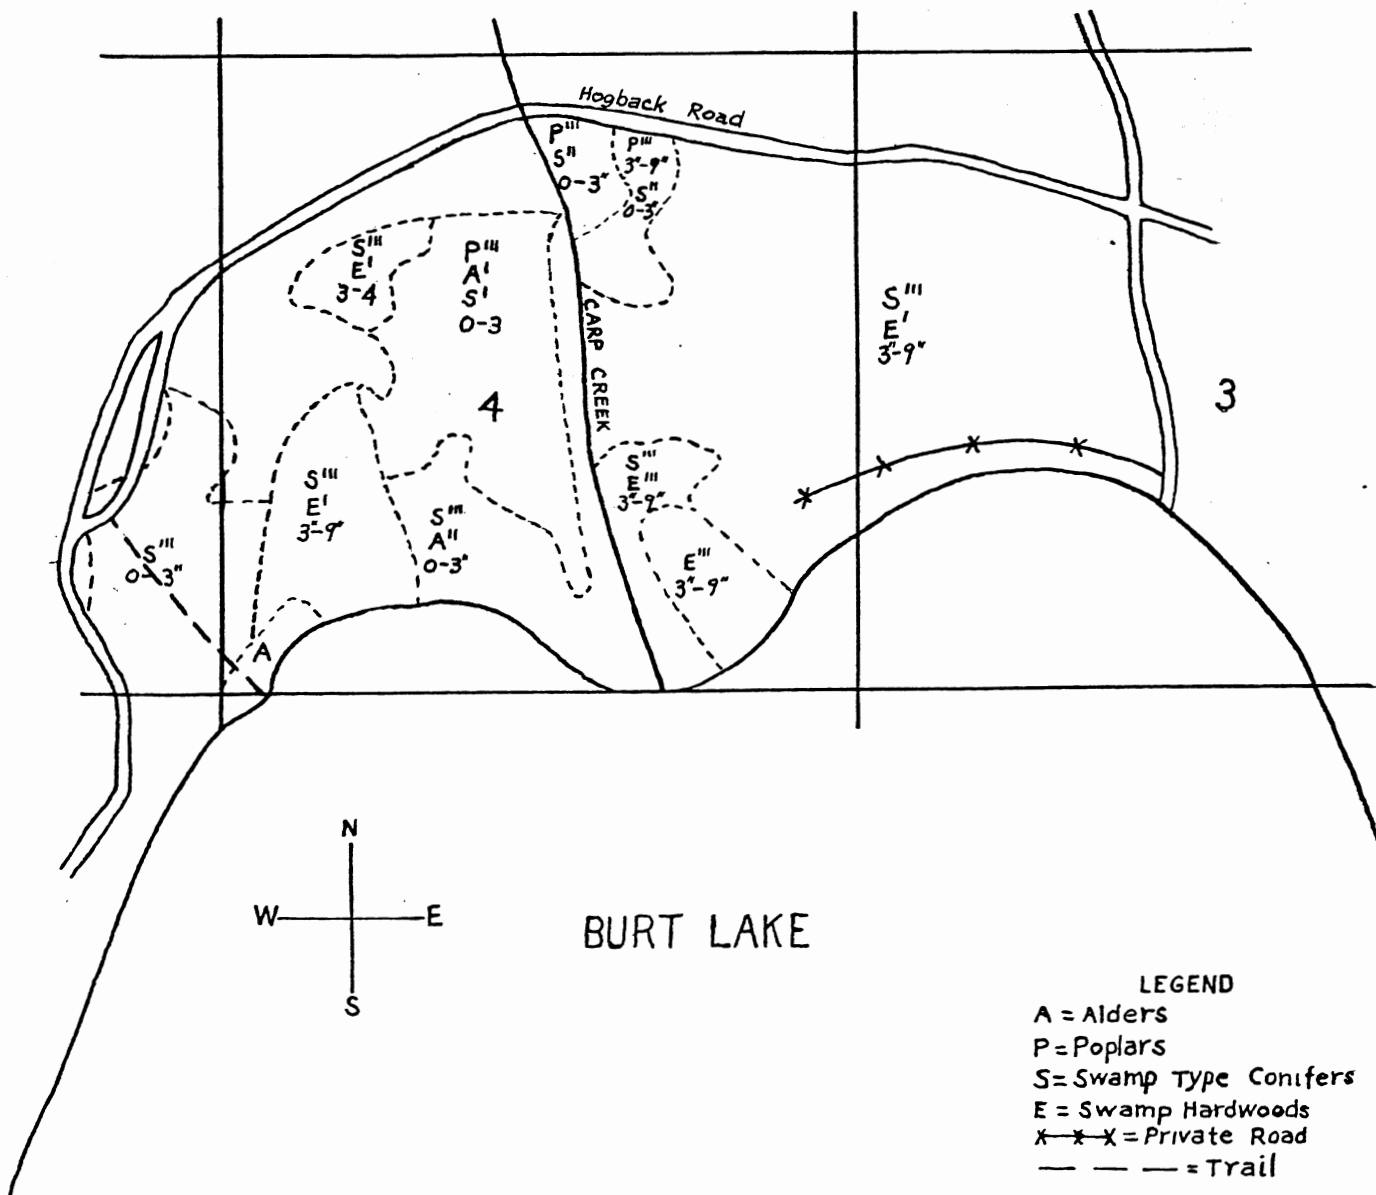 Hogback Road
P'''
S''
0-3"
P'''
3"-9"
S''
0-3"
S'''
E'
3-4
P'''
A'
S'
0-3
CARP CREEK
S'''
E'
3"-9"
4
3
S'''
E'
3"-9"
S'''
A''
0-3"
S'''
E'''
3"-9"
E'''
3"-9"
S'''
0-3"
A
N
W E
S
BURT LAKE
LEGEND
A = Alders
P = Poplars
S = Swamp Type Conifers
E = Swamp Hardwoods
X-X-X = Private Road
— — — = Trail